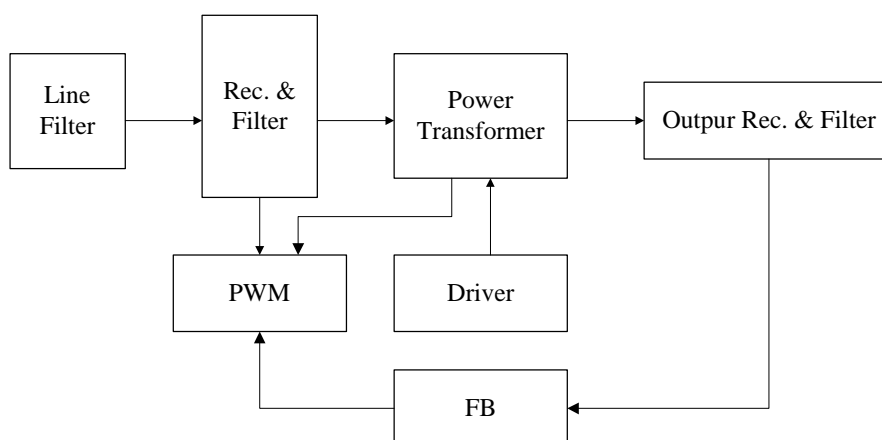 Line
Filter
Rec. &
Filter
Power
Transformer
Outpur Rec. & Filter
PWM
Driver
FB